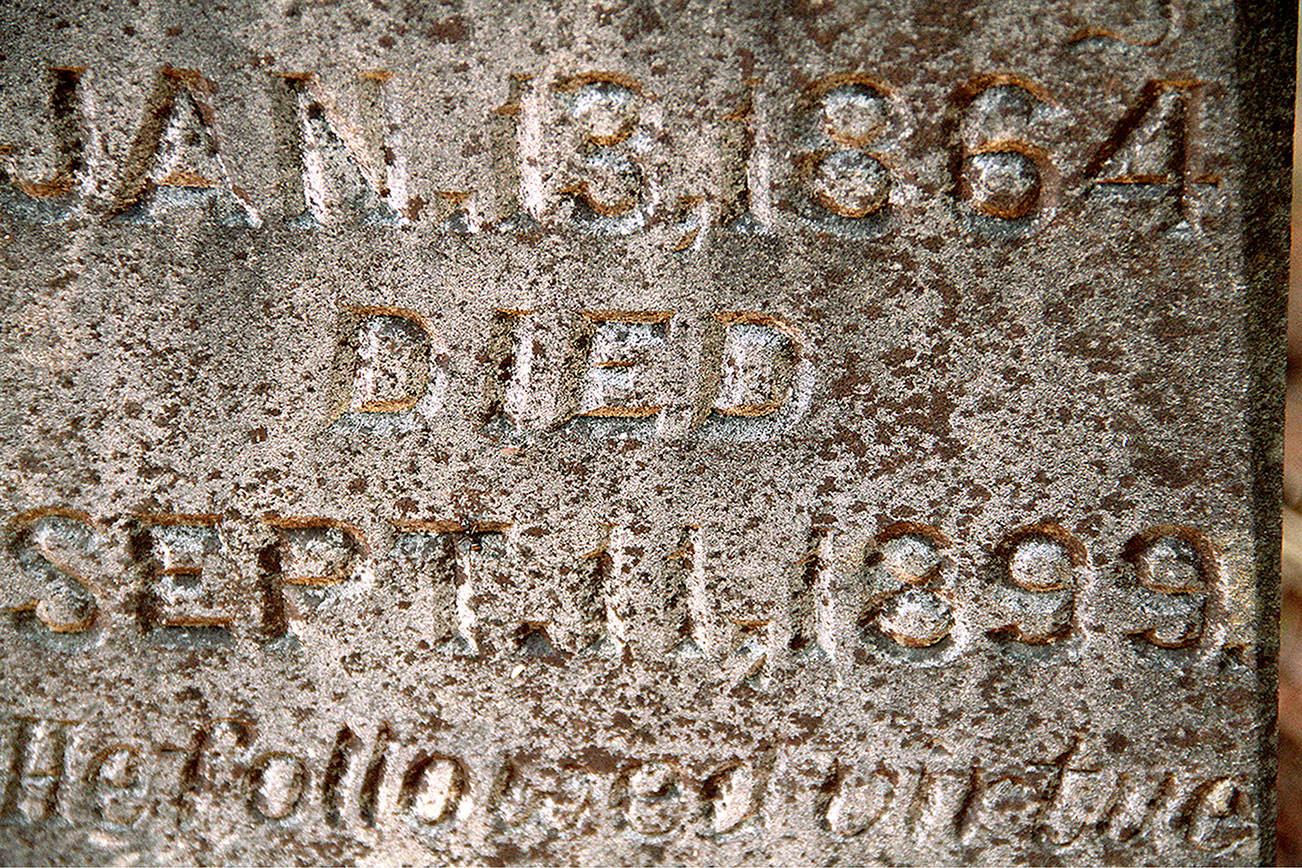 JAN. 13, 1864
DIED
SEPT. 11, 1899.
He followed virtue